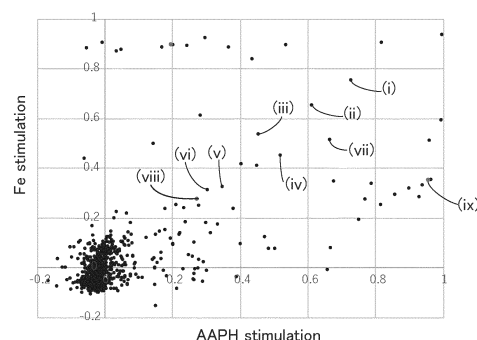 1
0.8
(i)
0.6
(iii)
(ii)
Fe stimulation
(vi)
(v)
(vii)
0.4
(viii)
(iv)
(ix)
0.2
-0.2
0.2
0.4
0.6
0.8
1
-0.2
AAPH stimulation